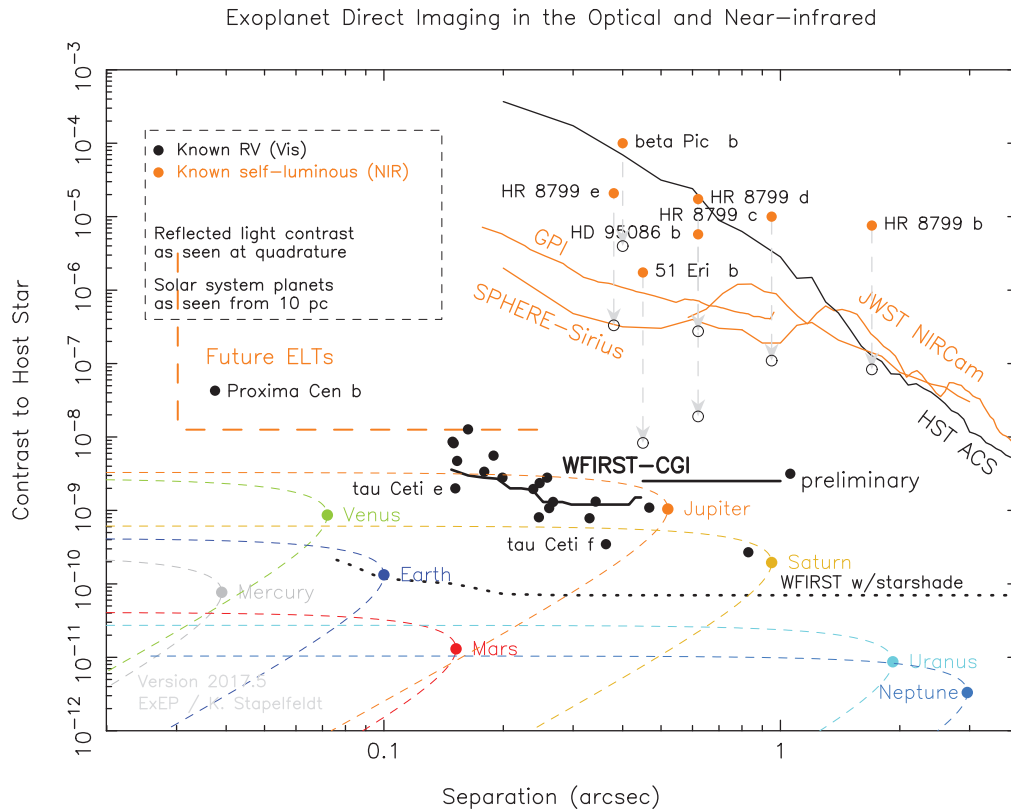 Exoplanet Direct Imaging in the Optical and Near-infrared
Contrast to Host Star
10^-3
10^-4
10^-5
10^-6
10^-7
10^-8
10^-9
10^-10
10^-11
10^-12
Known RV (Vis)
Known self-luminous (NIR)
Reflected light contrast
as seen at quadrature
Solar system planets
as seen from 10 pc
beta Pic b
HR 8799 e
HR 8799 d
HR 8799 c
HR 8799 b
HD 95086 b
51 Eri b
GPI
SPHERE-Sirius
JWST NIRCam
HST ACS
Future ELTs
Proxima Cen b
WFIRST-CGI
preliminary
tau Ceti e
tau Ceti f
Venus
Jupiter
Saturn
Earth
WFIRST w/starshade
Mercury
Mars
Uranus
Neptune
Version 2017.5
ExEP / K. Stapelfeldt
0.1
1
Separation (arcsec)